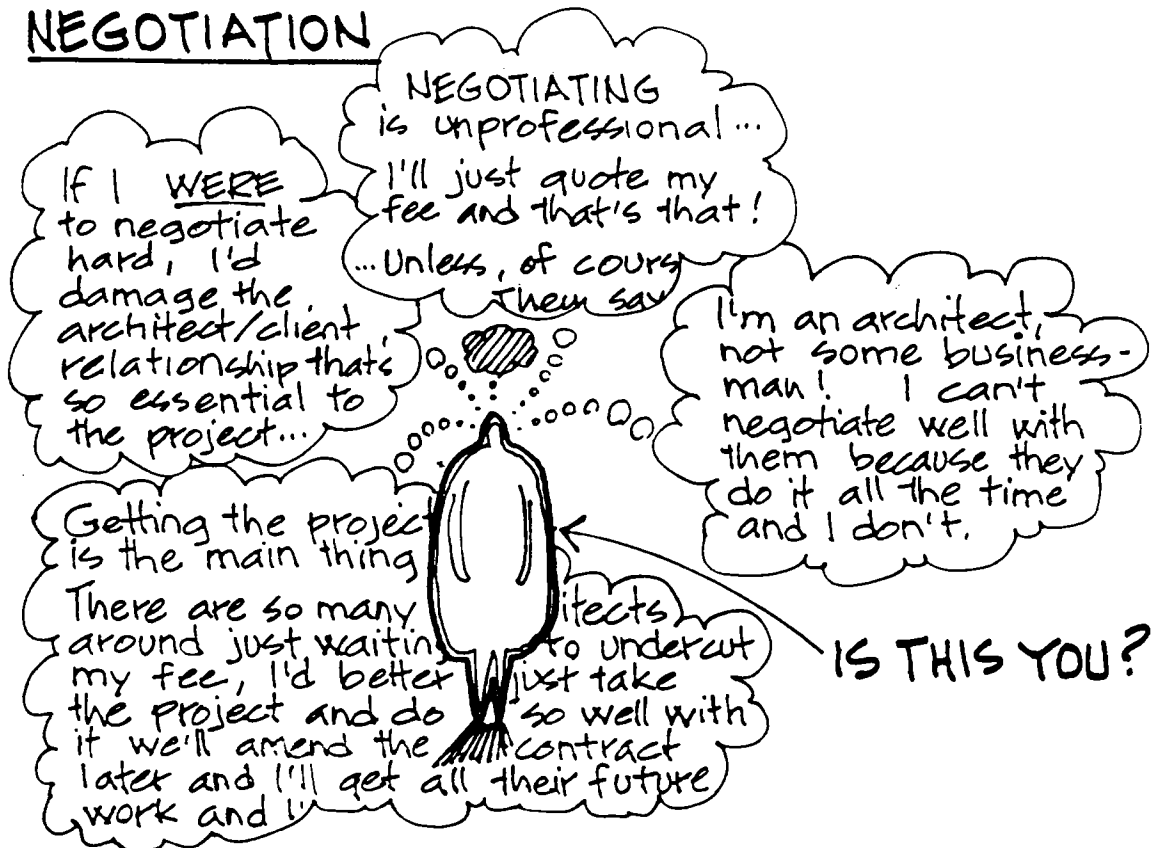 NEGOTIATION
NEGOTIATING
is unprofessional...
I'll just quote my
fee and that's that!
...Unless, of cours
They say
If I WERE
to negotiate
hard, I'd
damage the
architect/client
relationship that's
so essential to
the project...
I'm an architect,
not some business-
man! I can't
negotiate well with
them because they
do it all the time
and I don't.
Getting the project
is the main thing
There are so many itects
around just waiting to undercut
my fee, I'd better just take
the project and do so well with
it we'll amend the contract
later and I'll get all their future
work and I'
IS THIS YOU?